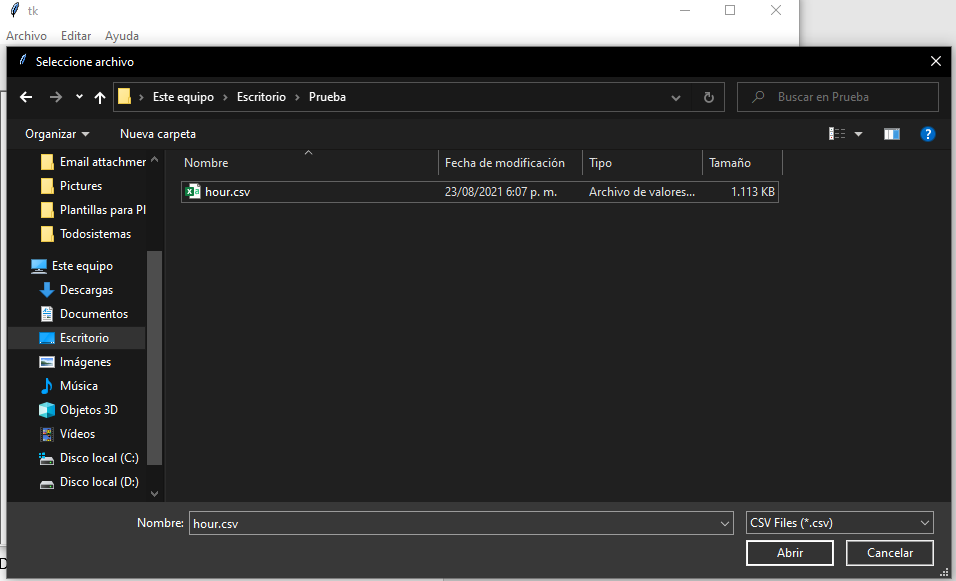 tk
Archivo Editar Ayuda
Seleccione archivo
Este equipo Escritorio Prueba
Buscar en Prueba
Organizar Nueva carpeta
Nombre Fecha de modificación Tipo Tamaño
hour.csv 23/08/2021 6:07 p. m. Archivo de valores... 1.113 KB
Email attachmer
Pictures
Plantillas para Pl
Todosistemas
Este equipo
Descargas
Documentos
Escritorio
Imágenes
Música
Objetos 3D
Vídeos
Disco local (C:)
Disco local (D:)
Nombre: hour.csv CSV Files (*.csv)
Abrir Cancelar
D